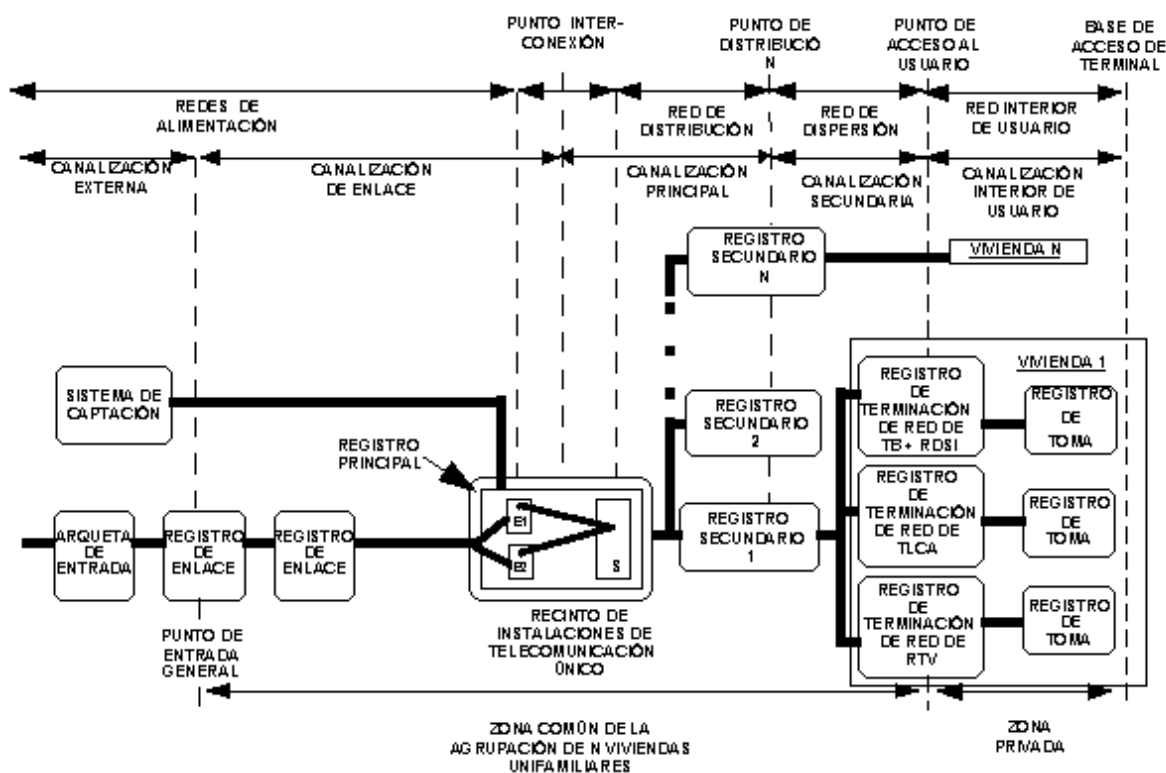 PUNTO INTER-
CONEXIÓN
PUNTO DE
DISTRIBUCIÓ
N
PUNTO DE
ACCESO AL
USUARIO
BASE DE
ACCESO DE
TERMINAL
REDES DE
ALIMENTACIÓN
RED DE
DISTRIBUCIÓN
RED DE
DISPERSIÓN
RED INTERIOR
DE USUARIO
CANALIZACIÓN
EXTERNA
CANALIZACIÓN
DE ENLACE
CANALIZACIÓN
PRINCIPAL
CANALIZACIÓN
SECUNDARIA
CANALIZACIÓN
INTERIOR DE
USUARIO
REGISTRO
SECUNDARIO
N
VIVIENDA N
SISTEMA DE
CAPTACIÓN
REGISTRO
PRINCIPAL
REGISTRO
SECUNDARIO
2
VIVIENDA 1
REGISTRO
DE
TERMINACIÓN
DE RED DE
TB+ RDSI
REGISTRO
DE
TOMA
ARQUETA
DE
ENTRADA
REGISTRO
DE
ENLACE
REGISTRO
DE
ENLACE
E1
E2
S
REGISTRO
SECUNDARIO
1
REGISTRO
DE
TERMINACIÓN
DE RED DE
TLCA
REGISTRO
DE
TOMA
REGISTRO
DE
TERMINACIÓN
DE RED DE
RTV
REGISTRO
DE
TOMA
PUNTO DE
ENTRADA
GENERAL
RECINTO DE
INSTALACIONES DE
TELECOMUNICACIÓN
ÚNICO
ZONA COMÚN DE LA
AGRUPACIÓN DE N VIVIENDAS
UNIFAMILIARES
ZONA
PRIVADA